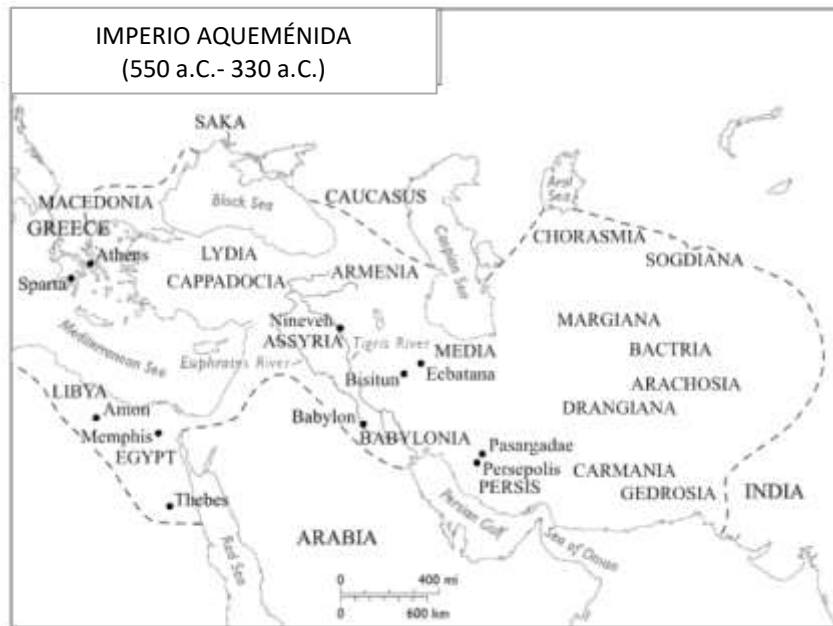 IMPERIO AQUEMÉNIDA
(550 a.C.- 330 a.C.)
SAKA
MACEDONIA
GREECE
Athens
Sparta
Black Sea
CAUCASUS
Caspian Sea
Aral
Sea
CHORASMIA
SOGDIANA
LYDIA
CAPPADOCIA
ARMENIA
MARGIANA
BACTRIA
ARACHOSIA
DRANGIANA
Nineveh
ASSYRIA
Tigris River
MEDIA
Ecbatana
Bisitun
Mediterranean Sea
Euphrates River
LIBYA
Amon
Memphis
EGYPT
Thebes
Babylon
BABYLONIA
Pasargadae
Persepolis
PERSIS
CARMANIA
GEDROSIA
INDIA
Persian Gulf
Sea of Oman
ARABIA
Red Sea
0 400 mi
0 600 km